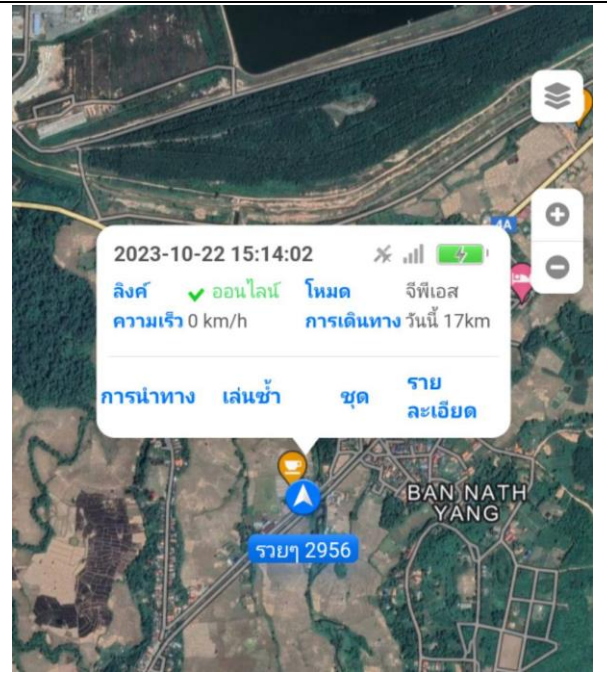 4A
2023-10-22 15:14:02
ลิงค์ ออนไลน์ โหมด จีพีเอส
ความเร็ว 0 km/h การเดินทาง วันนี้ 17km
การนำทาง เล่นซ้ำ ชุด ราย
ละเอียด
BAN NATH
YANG
รวยๆ 2956